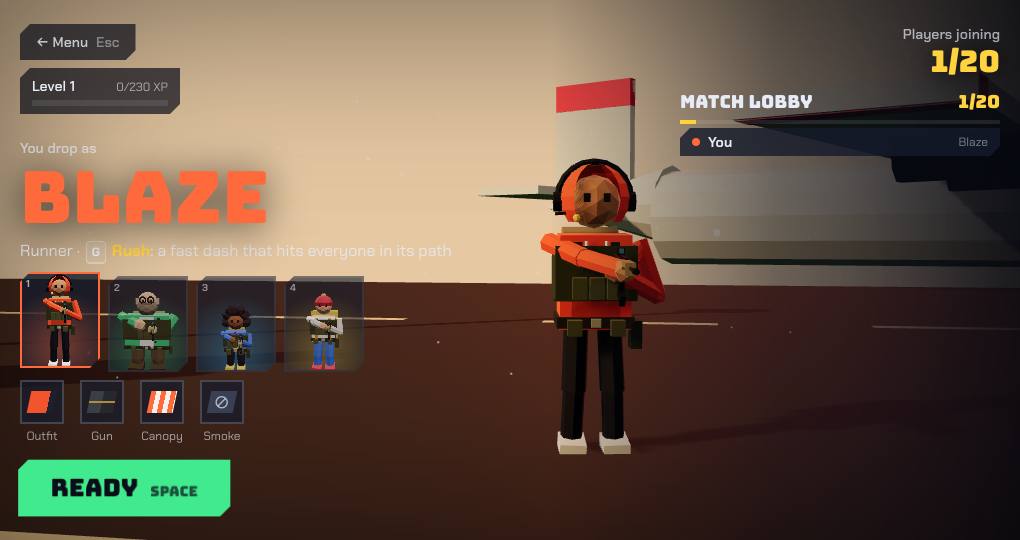 ← Menu Esc
Level 1 0/230 XP
You drop as
BLAZE
Runner · G Rush: a fast dash that hits everyone in its path
1
2
3
4
Outfit
Gun
Canopy
Smoke
READY SPACE
Players joining
1/20
MATCH LOBBY 1/20
You Blaze